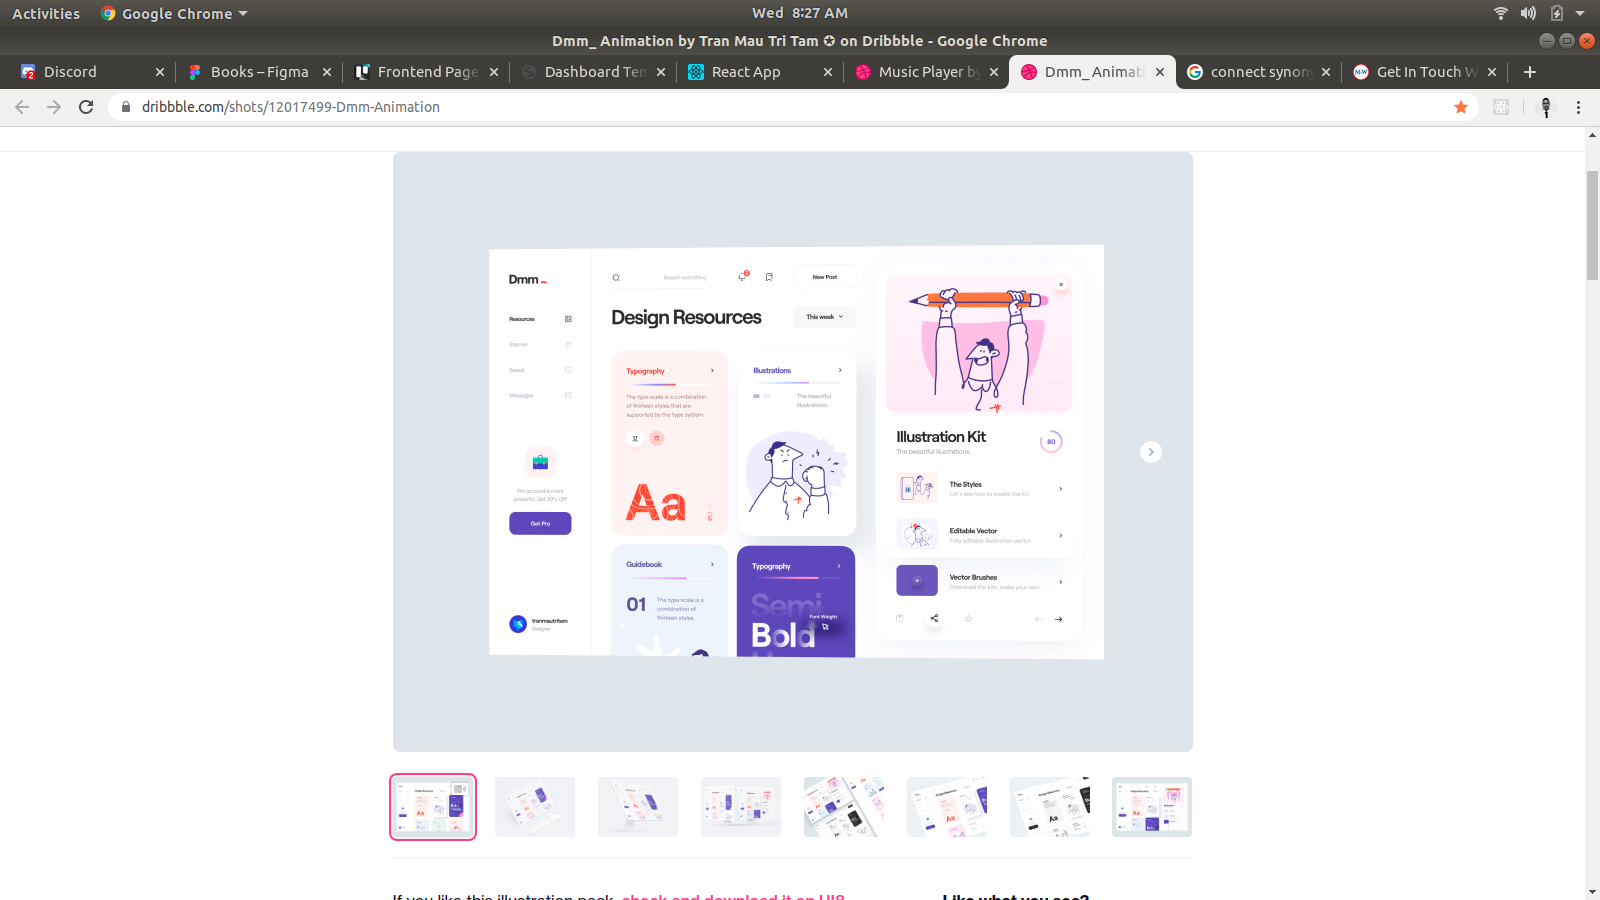 Activities
Google Chrome
Wed 8:27 AM
Dmm_ Animation by Tran Mau Tri Tam ✪ on Dribbble - Google Chrome
Discord
Books – Figma
Frontend Page
Dashboard Ten
React App
Music Player by
Dmm_ Animati
connect synony
Get In Touch W
dribbble.com/shots/12017499-Dmm-Animation
Dmm_
Search everything
3
New Post
Resources
Starred
Saved
Messages
Design Resources
This week
Typography
The type scale is a combination
of thirteen styles that are
supported by the type system.
Aa
Illustrations
The beautiful
Illustrations.
Illustration Kit
The beautiful Illustrations.
80
The Styles
Let's see how to create the kit.
Editable Vector
Fully editable illustration vector.
Vector Brushes
Download the kits, make your own.
Pro account is more
powerful. Get 30% Off!
Get Pro
Guidebook
01
The type scale is a
combination of
thirteen styles.
Typography
Semi
Font Weight
Bold
tranmautritam
Designer
If you like this illustration pack, check and download it on UI8
Like what you see?